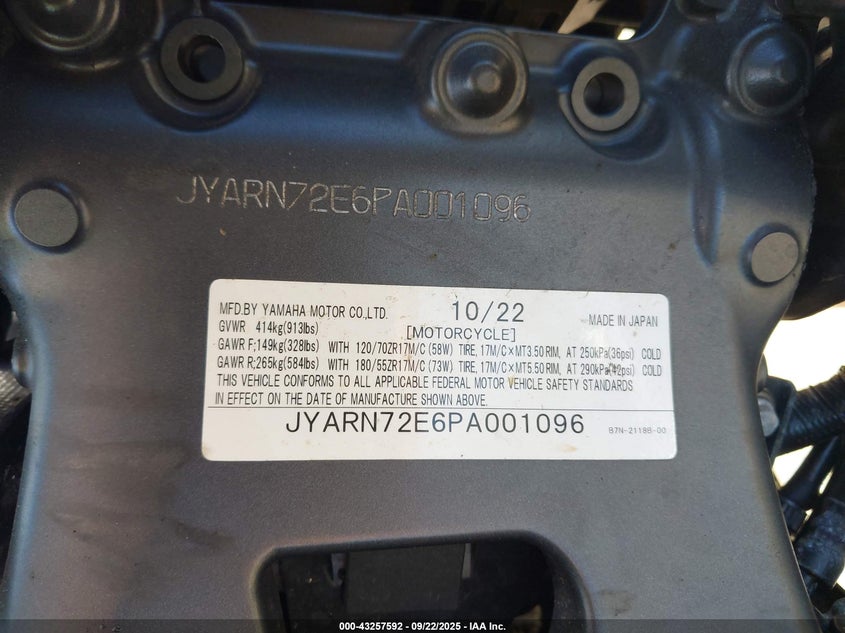 JYARN72E6PA001096
MFD.BY YAMAHA MOTOR CO.,LTD. 10/22 MADE IN JAPAN
GVWR 414kg(913lbs) [MOTORCYCLE]
GAWR F;149kg(328lbs) WITH 120/70ZR17M/C (58W) TIRE, 17M/C×MT3.50 RIM, AT 250kPa(36psi) COLD
GAWR R;265kg(584lbs) WITH 180/55ZR17M/C (73W) TIRE, 17M/C×MT5.50 RIM, AT 290kPa(42psi) COLD
THIS VEHICLE CONFORMS TO ALL APPLICABLE FEDERAL MOTOR VEHICLE SAFETY STANDARDS
IN EFFECT ON THE DATE OF MANUFACTURE SHOWN ABOVE.
JYARN72E6PA001096 B7N-2118B-00
000-43257592 - 09/22/2025 - IAA Inc.